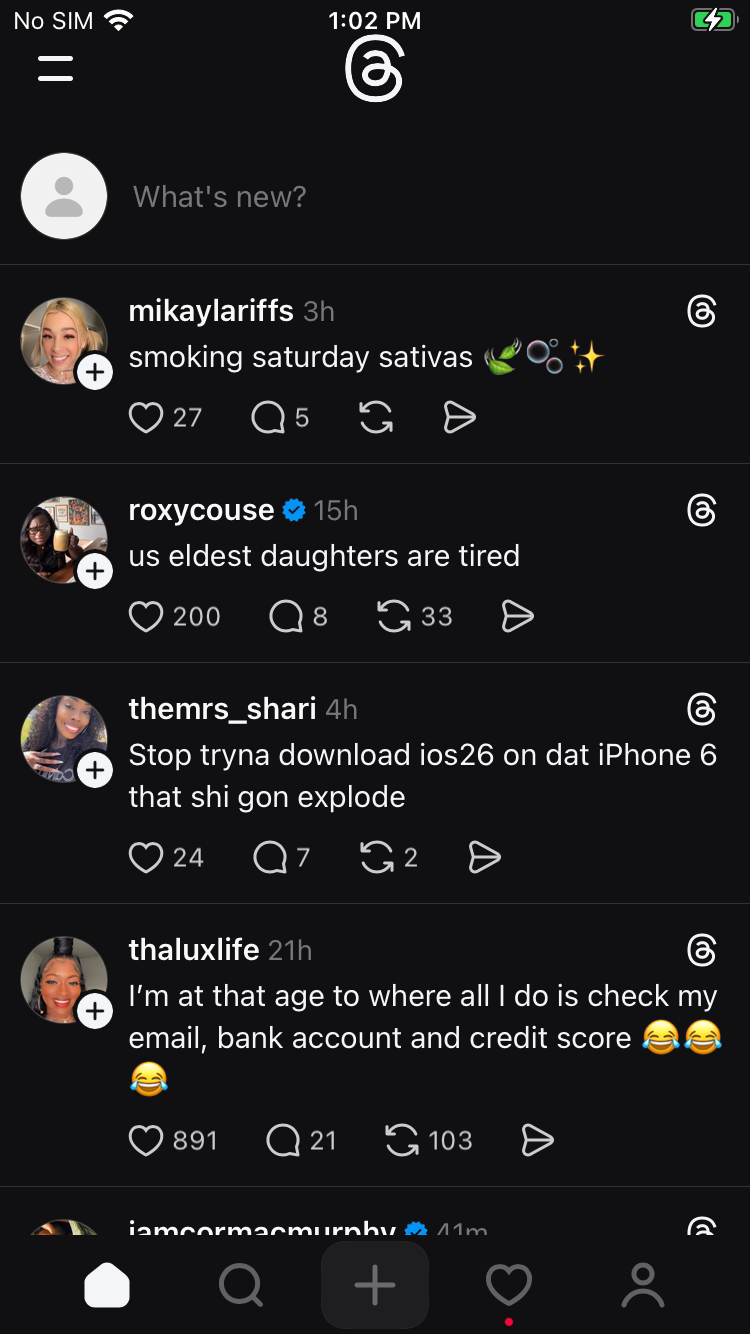 No SIM 1:02 PM
What's new?
mikaylariffs 3h
smoking saturday sativas 🌿🫧✨
27 5
roxycouse 15h
us eldest daughters are tired
200 8 33
themrs_shari 4h
Stop tryna download ios26 on dat iPhone 6
that shi gon explode
24 7 2
thaluxlife 21h
I’m at that age to where all I do is check my
email, bank account and credit score 😂😂
😂
891 21 103
iamcormacmurphy 41m